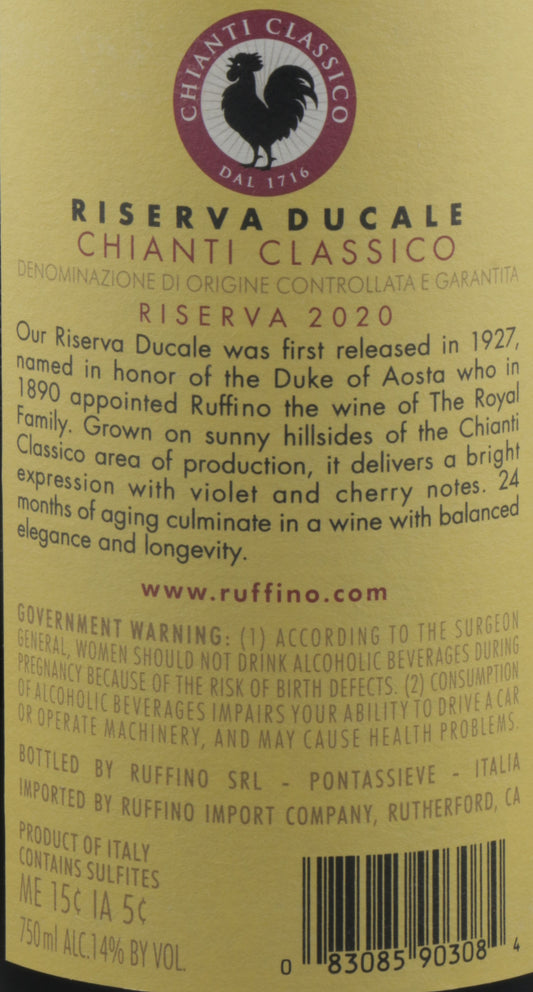 CHIANTI CLASSICO
DAL 1716
RISERVA DUCALE
CHIANTI CLASSICO
DENOMINAZIONE DI ORIGINE CONTROLLATA E GARANTITA
RISERVA 2020
Our Riserva Ducale was first released in 1927,
named in honor of the Duke of Aosta who in
1890 appointed Ruffino the wine of The Royal
Family. Grown on sunny hillsides of the Chianti
Classico area of production, it delivers a bright
expression with violet and cherry notes. 24
months of aging culminate in a wine with balanced
elegance and longevity.
www.ruffino.com
GOVERNMENT WARNING: (1) ACCORDING TO THE SURGEON
GENERAL, WOMEN SHOULD NOT DRINK ALCOHOLIC BEVERAGES DURING
PREGNANCY BECAUSE OF THE RISK OF BIRTH DEFECTS. (2) CONSUMPTION
OF ALCOHOLIC BEVERAGES IMPAIRS YOUR ABILITY TO DRIVE A CAR
OR OPERATE MACHINERY, AND MAY CAUSE HEALTH PROBLEMS.
BOTTLED BY RUFFINO SRL - PONTASSIEVE - ITALIA
IMPORTED BY RUFFINO IMPORT COMPANY, RUTHERFORD, CA
PRODUCT OF ITALY
CONTAINS SULFITES
ME 15¢ IA 5¢
750ml ALC.14% BY VOL.
0 83085 90308 4